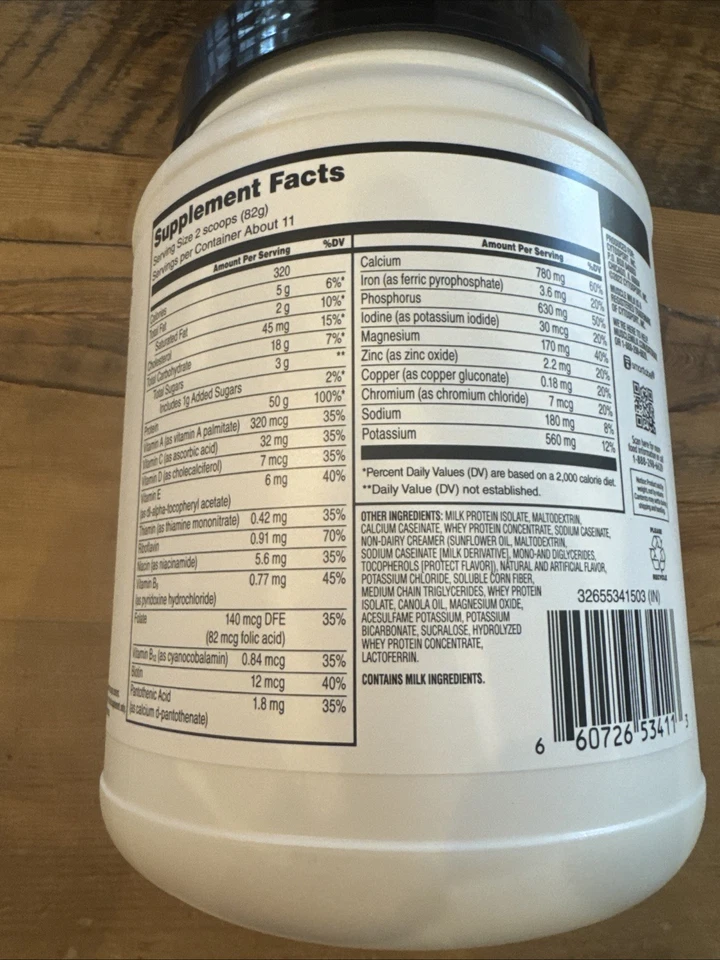 Supplement Facts
Serving Size 2 scoops (82g)
Servings per Container About 11
Amount Per Serving %DV
Calories 320
Total Fat 5 g 6%*
Saturated Fat 2 g 10%*
Cholesterol 45 mg 15%*
Total Carbohydrate 18 g 7%*
Total Sugars 3 g **
Includes 1g Added Sugars 2%*
Protein 50 g 100%*
Vitamin A (as vitamin A palmitate) 320 mcg 35%
Vitamin C (as ascorbic acid) 32 mg 35%
Vitamin D (as cholecalciferol) 7 mcg 35%
Vitamin E 6 mg 40%
(as dl-alpha-tocopheryl acetate)
Thiamin (as thiamine mononitrate) 0.42 mg 35%
Riboflavin 0.91 mg 70%
Niacin (as niacinamide) 5.6 mg 35%
Vitamin B6 0.77 mg 45%
(as pyridoxine hydrochloride)
Folate 140 mcg DFE 35%
(82 mcg folic acid)
Vitamin B12 (as cyanocobalamin) 0.84 mcg 35%
Biotin 12 mcg 40%
Pantothenic Acid 1.8 mg 35%
(as calcium d-pantothenate)
Amount Per Serving %DV
Calcium 780 mg 60%
Iron (as ferric pyrophosphate) 3.6 mg 20%
Phosphorus 630 mg 50%
Iodine (as potassium iodide) 30 mcg 20%
Magnesium 170 mg 40%
Zinc (as zinc oxide) 2.2 mg 20%
Copper (as copper gluconate) 0.18 mg 20%
Chromium (as chromium chloride) 7 mcg 20%
Sodium 180 mg 8%
Potassium 560 mg 12%
*Percent Daily Values (DV) are based on a 2,000 calorie diet.
**Daily Value (DV) not established.
OTHER INGREDIENTS: MILK PROTEIN ISOLATE, MALTODEXTRIN,
CALCIUM CASEINATE, WHEY PROTEIN CONCENTRATE, SODIUM CASEINATE,
NON-DAIRY CREAMER (SUNFLOWER OIL, MALTODEXTRIN,
SODIUM CASEINATE [MILK DERIVATIVE], MONO-AND DIGLYCERIDES,
TOCOPHEROLS [PROTECT FLAVOR]), NATURAL AND ARTIFICIAL FLAVOR,
POTASSIUM CHLORIDE, SOLUBLE CORN FIBER,
MEDIUM CHAIN TRIGLYCERIDES, WHEY PROTEIN
ISOLATE, CANOLA OIL, MAGNESIUM OXIDE,
ACESULFAME POTASSIUM, POTASSIUM
BICARBONATE, SUCRALOSE, HYDROLYZED
WHEY PROTEIN CONCENTRATE,
LACTOFERRIN.
CONTAINS MILK INGREDIENTS.
PLEASE
RECYCLE
32655341503 (IN)
6 60726 53411 3